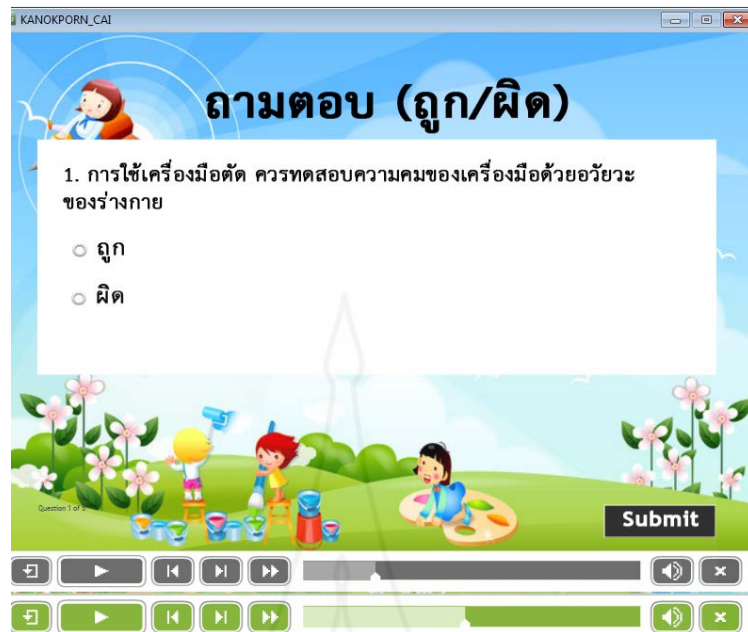 KANOKPORN_CAI
ถามตอบ (ถูก/ผิด)
1. การใช้เครื่องมือตัด ควรทดสอบความคมของเครื่องมือด้วยอวัยวะ
ของร่างกาย
ถูก
ผิด
Question 1 of
Submit